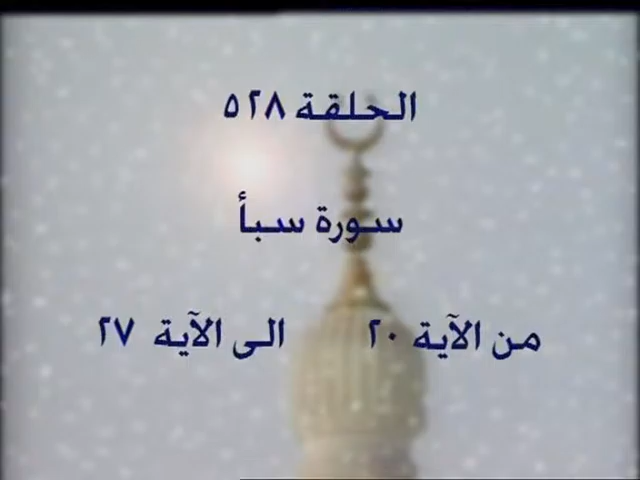 الحلقة ٥٢٨
سورة سبأ
من الآية ٢٠ الى الآية ٢٧